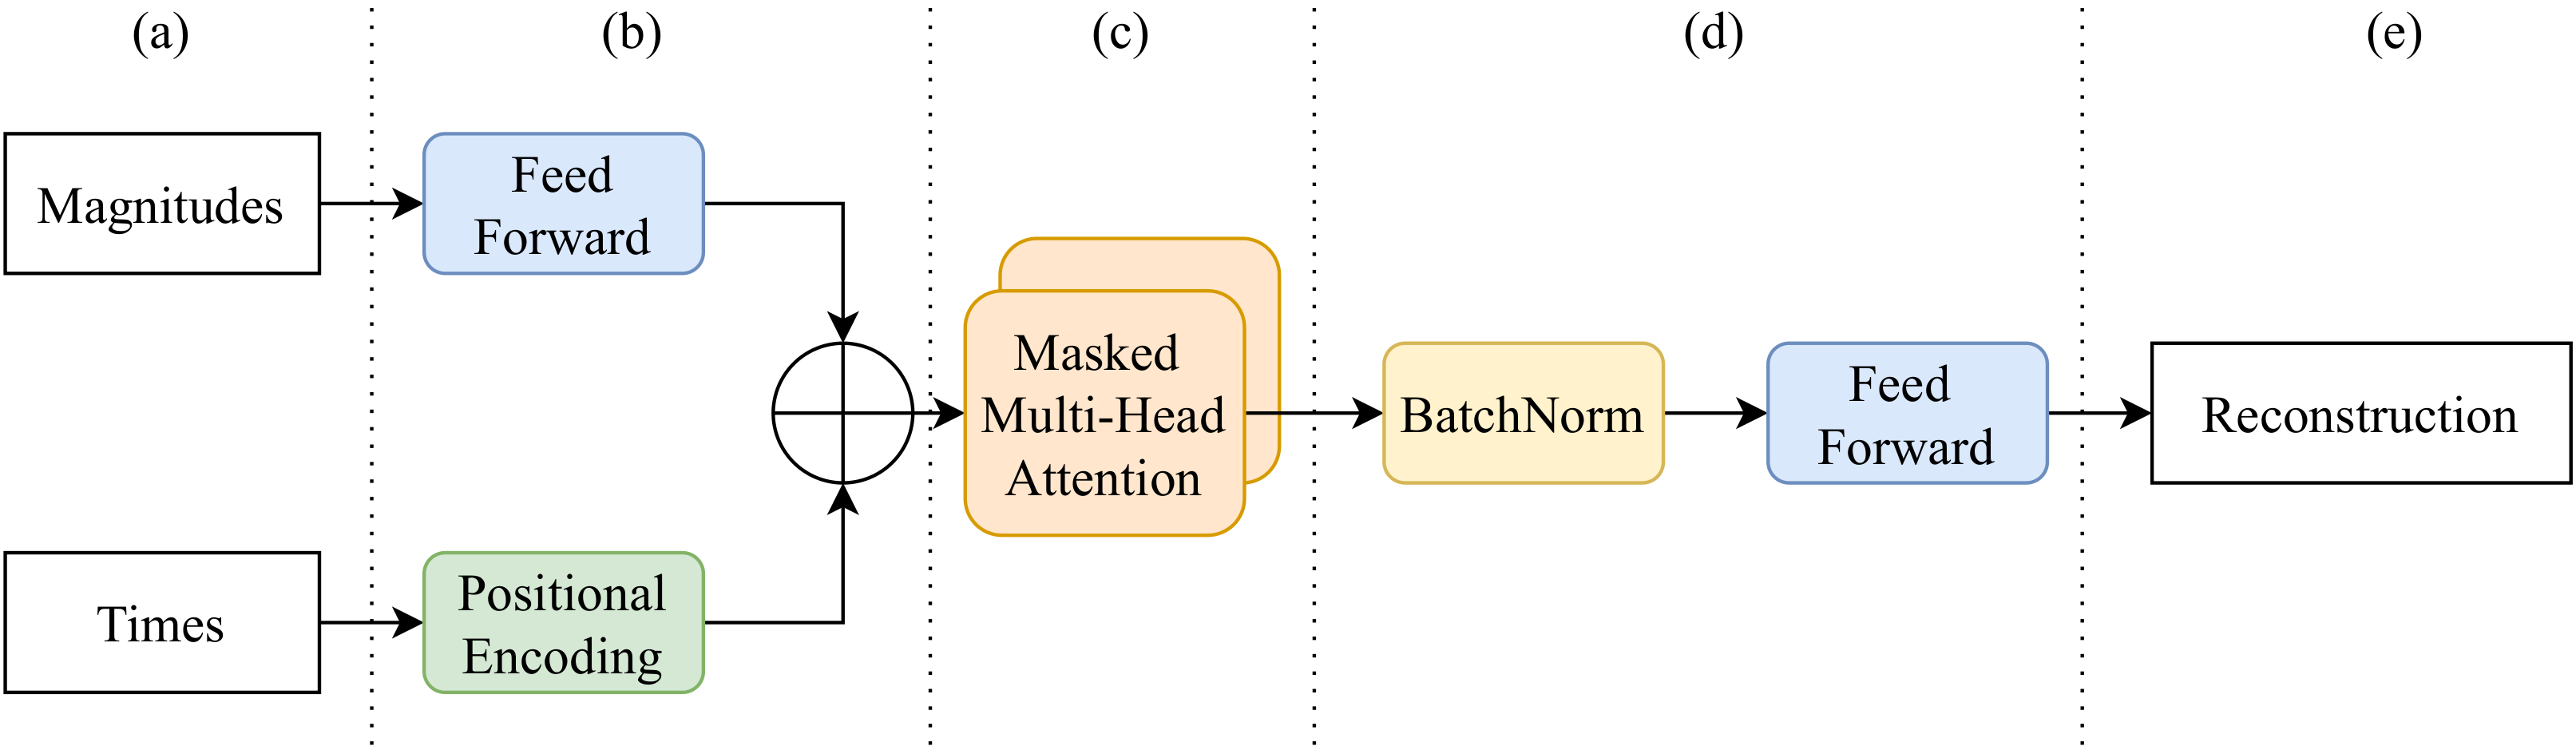 (a)
(b)
(c)
(d)
(e)
Magnitudes
Feed
Forward
Times
Positional
Encoding
Masked
Multi-Head
Attention
BatchNorm
Feed
Forward
Reconstruction